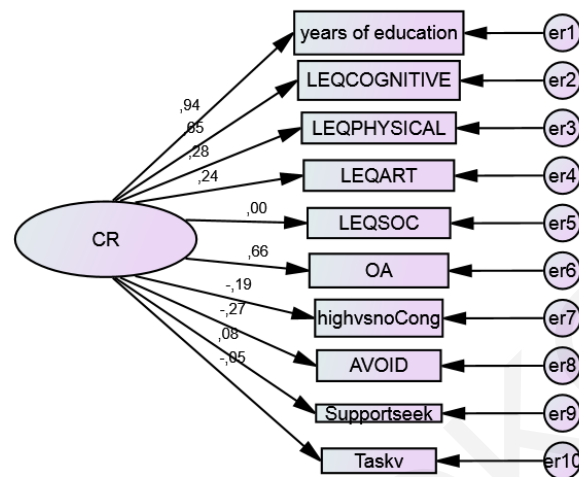 years of education
er1
,94
LEQCOGNITIVE
er2
,65
LEQPHYSICAL
er3
,28
LEQART
er4
,24
LEQSOC
er5
,00
CR
OA
er6
,66
highvsnoCong
er7
-,19
AVOID
er8
-,27
Supportseek
er9
,08
Taskv
er10
-,05